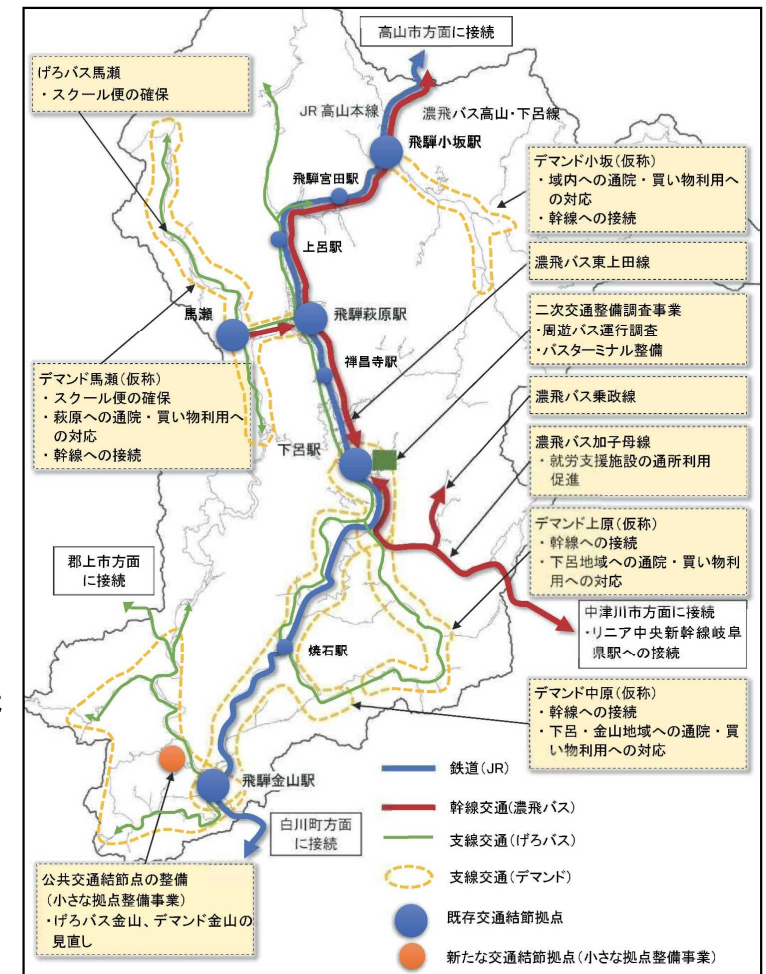 高山市方面に接続
げろバス馬瀬
・スクール便の確保
JR高山本線
濃飛バス高山・下呂線
飛騨小坂駅
デマンド小坂(仮称)
・域内への通院・買い物利用へ
の対応
・幹線への接続
飛騨宮田駅
上呂駅
濃飛バス東上田線
馬瀬
飛騨萩原駅
二次交通整備調査事業
・周遊バス運行調査
・バスターミナル整備
禅昌寺駅
デマンド馬瀬(仮称)
・スクール便の確保
・萩原への通院・買い物利用へ
の対応
・幹線への接続
濃飛バス乗政線
下呂駅
濃飛バス加子母線
・就労支援施設の通所利用
促進
デマンド上原(仮称)
・幹線への接続
・下呂地域への通院・買い物利
用への対応
郡上市方面
に接続
中津川市方面に接続
・リニア中央新幹線岐阜
県駅への接続
焼石駅
デマンド中原(仮称)
・幹線への接続
・下呂・金山地域への通院・買
い物利用への対応
飛騨金山駅
白川町方面
に接続
公共交通結節点の整備
(小さな拠点整備事業)
・げろバス金山、デマンド金山の
見直し
鉄道(JR)
幹線交通(濃飛バス)
支線交通(げろバス)
支線交通(デマンド)
既存交通結節拠点
新たな交通結節拠点(小さな拠点整備事業)